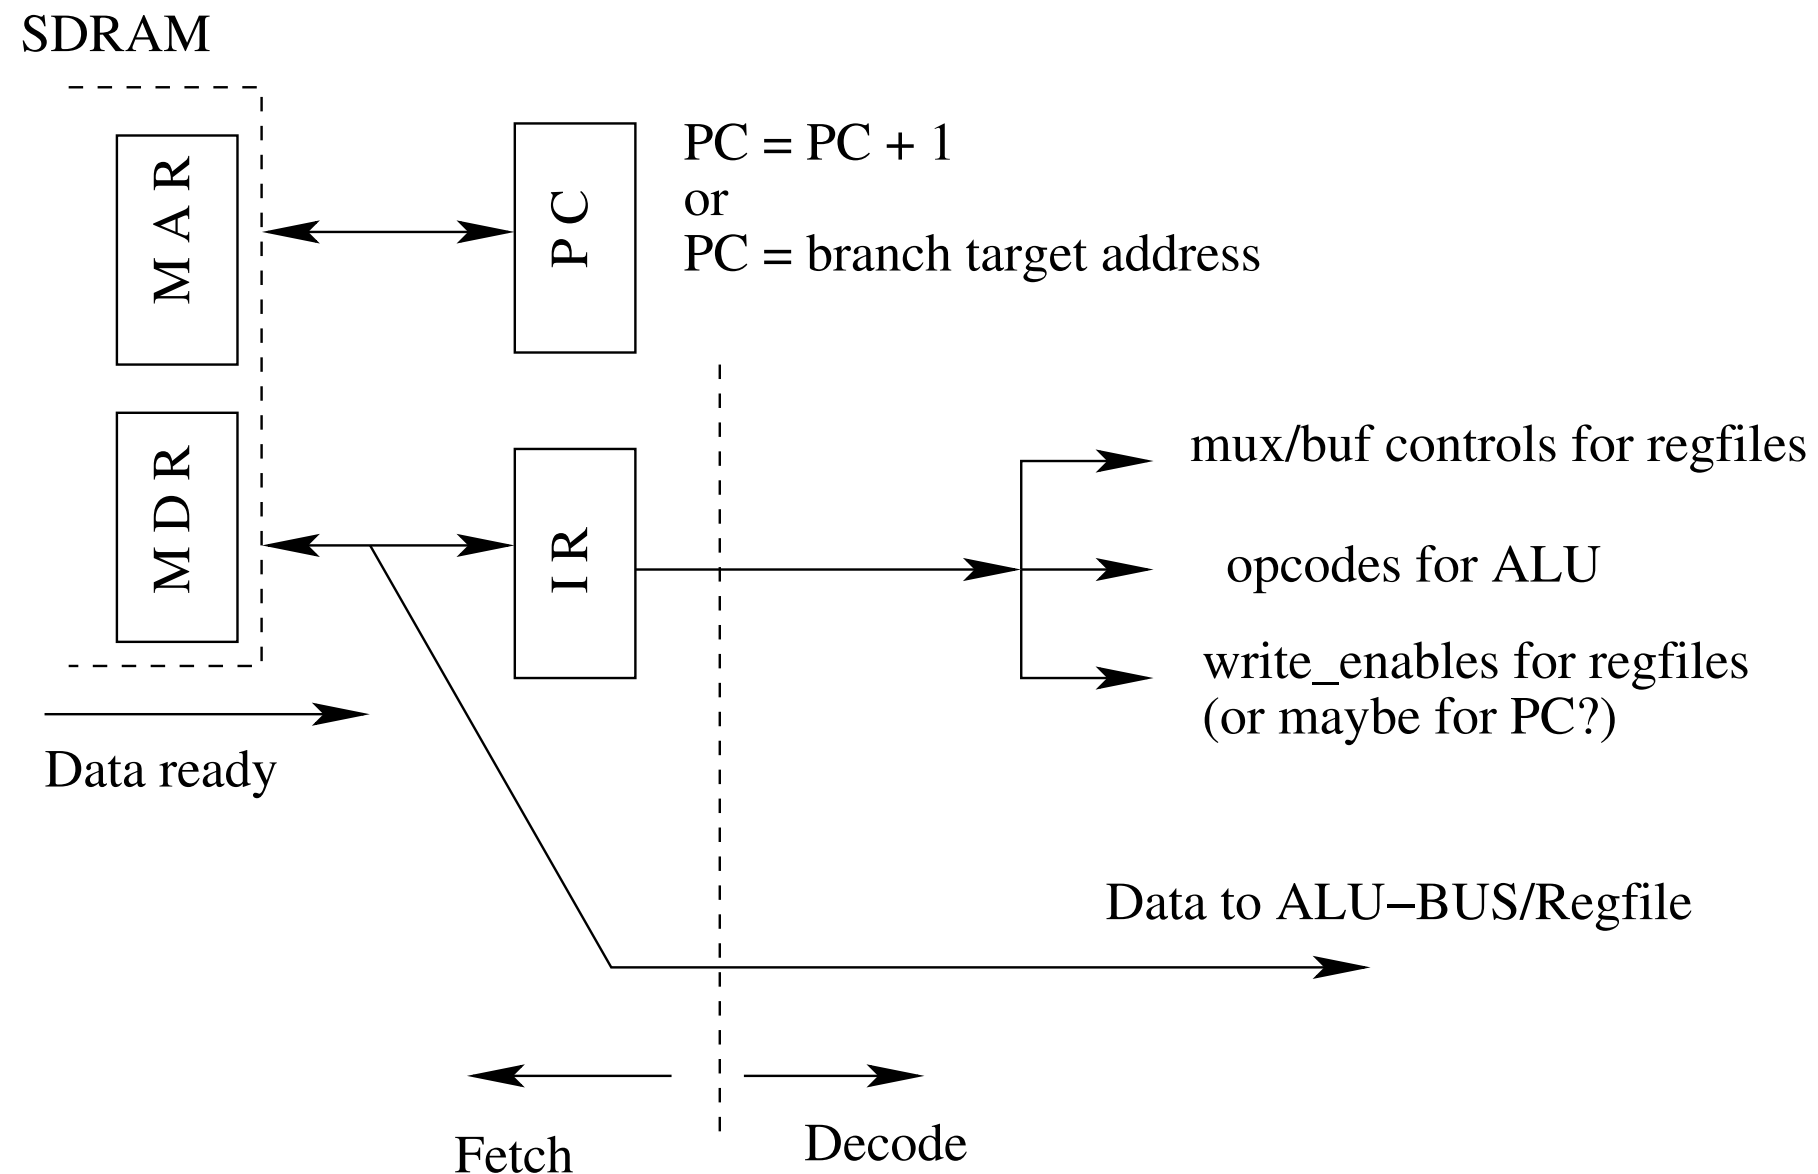 SDRAM
MAR
PC
PC = PC + 1
or
PC = branch target address
MDR
IR
mux/buf controls for regfiles
opcodes for ALU
write_enables for regfiles
(or maybe for PC?)
Data ready
Data to ALU−BUS/Regfile
Fetch
Decode